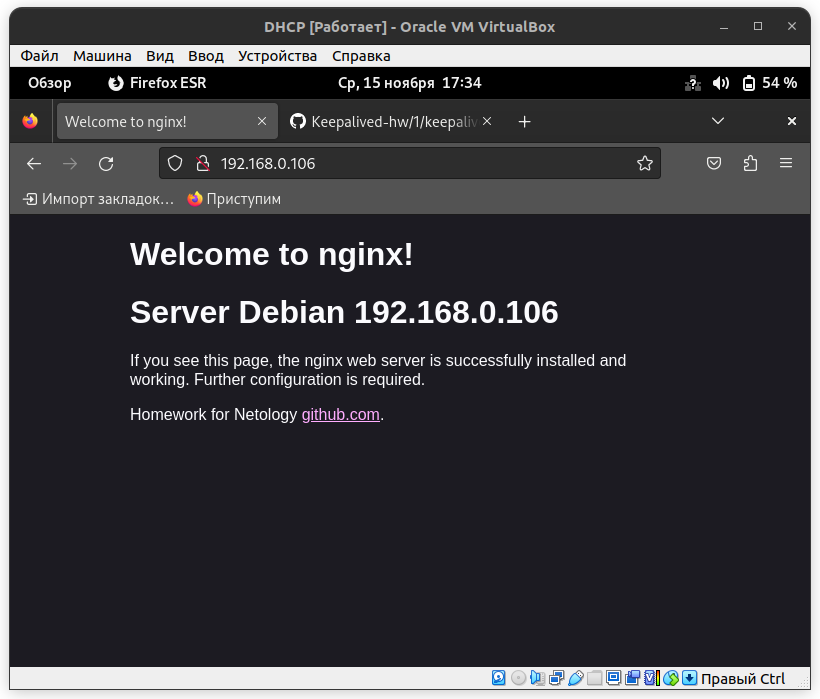 DHCP [Работает] - Oracle VM VirtualBox
Файл Машина Вид Ввод Устройства Справка
Обзор Firefox ESR Ср, 15 ноября 17:34 54 %
Welcome to nginx! Keepalived-hw/1/keepaliv
192.168.0.106
Импорт закладок… Приступим
Welcome to nginx!
Server Debian 192.168.0.106
If you see this page, the nginx web server is successfully installed and
working. Further configuration is required.
Homework for Netology github.com.
Правый Ctrl